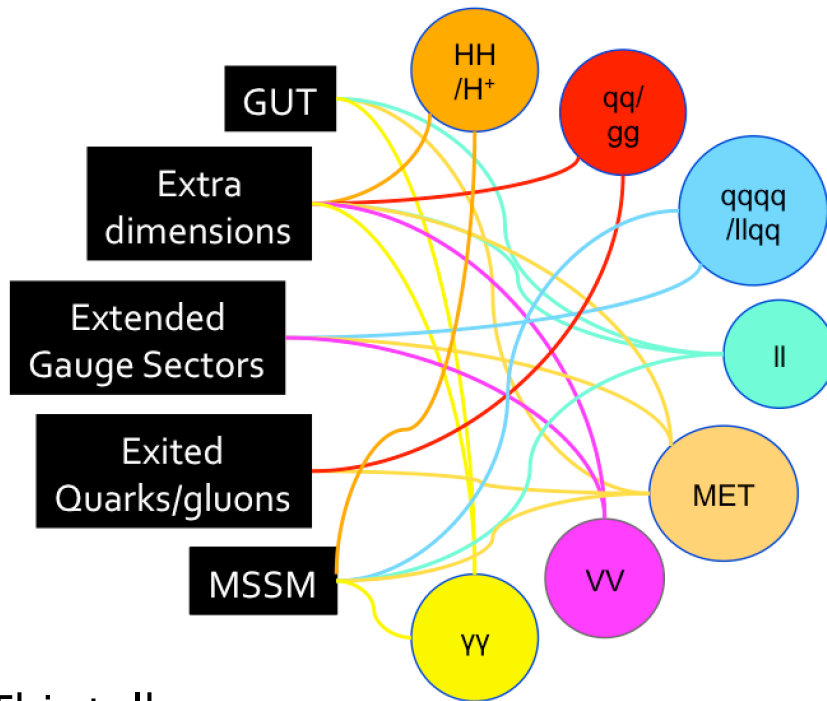 GUT
Extra
dimensions
Extended
Gauge Sectors
Exited
Quarks/gluons
MSSM
HH
/H⁺
qq/
gg
qqqq
/llqq
ll
MET
VV
γγ